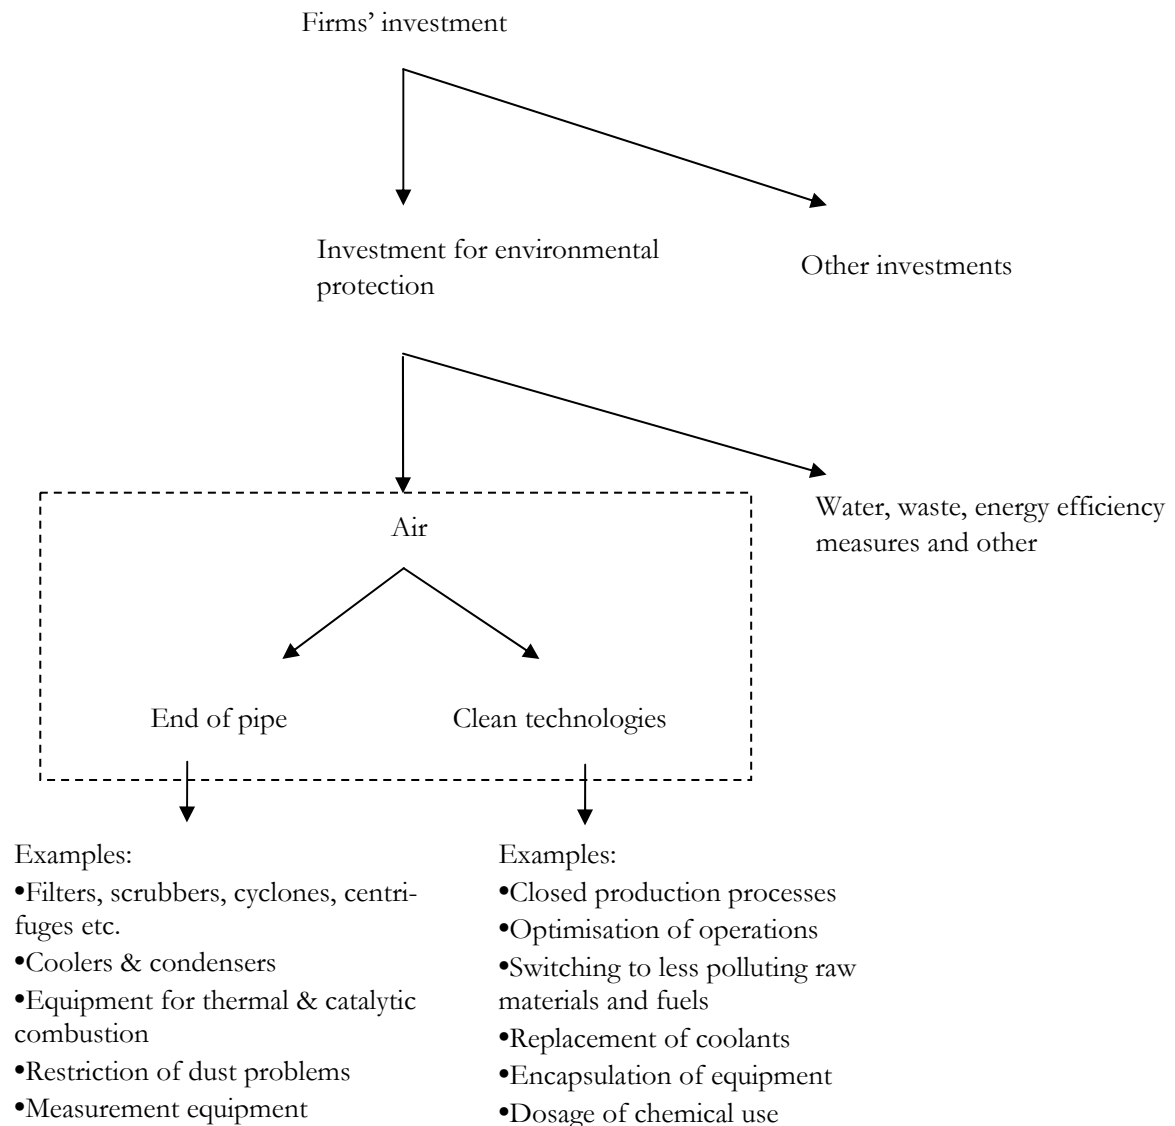 Firms’ investment
Investment for environmental
protection
Other investments
Air
Water, waste, energy efficiency
measures and other
End of pipe
Clean technologies
Examples:
•Filters, scrubbers, cyclones, centri-
fuges etc.
•Coolers & condensers
•Equipment for thermal & catalytic
combustion
•Restriction of dust problems
•Measurement equipment
Examples:
•Closed production processes
•Optimisation of operations
•Switching to less polluting raw
materials and fuels
•Replacement of coolants
•Encapsulation of equipment
•Dosage of chemical use